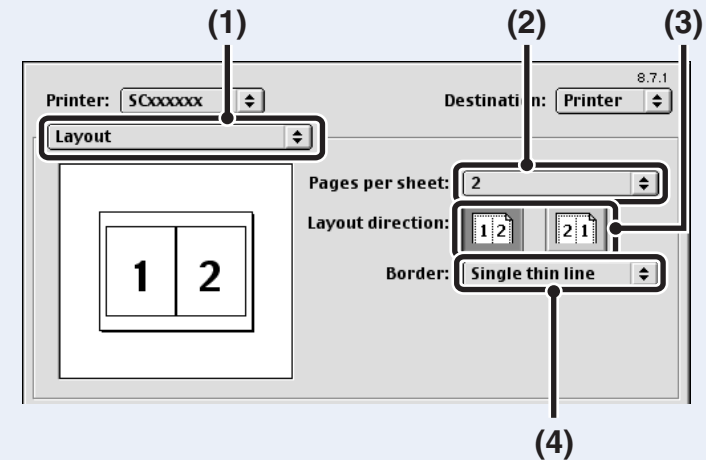 (1) (2) (3)
8.7.1
Printer: SCxxxxxx Destination: Printer
Layout
Pages per sheet: 2
Layout direction: 1 2 2 1
Border: Single thin line
1 2
(4)